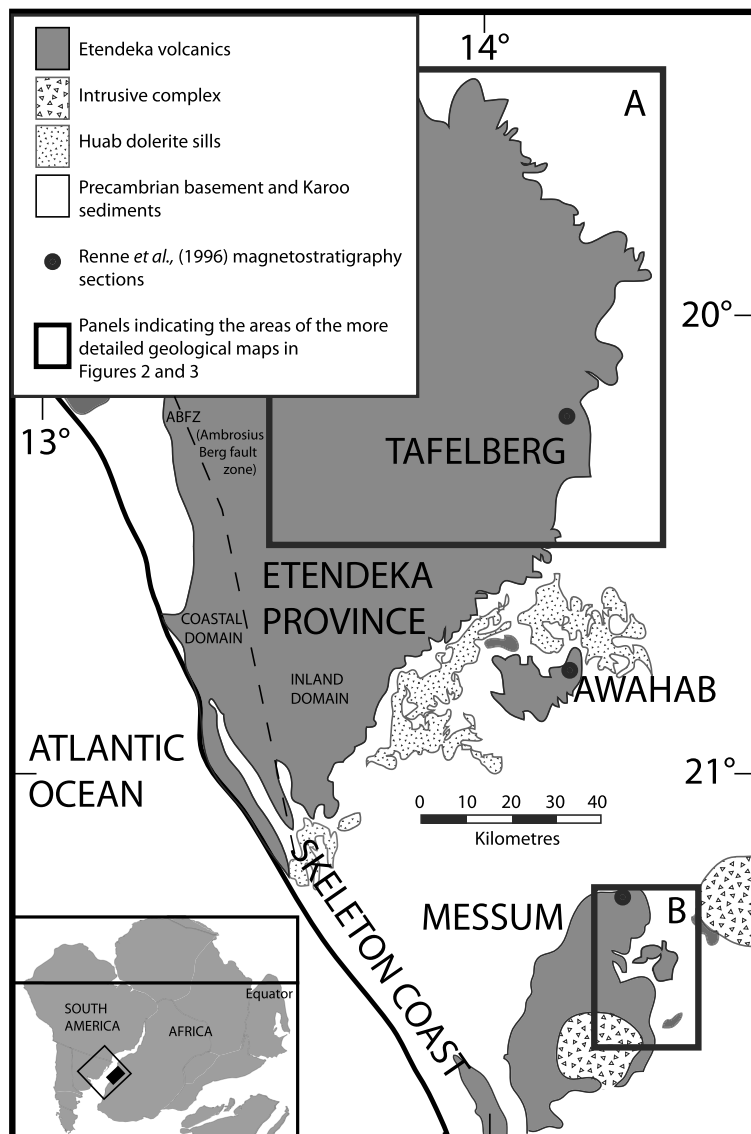 Etendeka volcanics
Intrusive complex
Huab dolerite sills
Precambrian basement and Karoo
sediments
Renne et al., (1996) magnetostratigraphy
sections
Panels indicating the areas of the more
detailed geological maps in
Figures 2 and 3
14°
A
20°
13°
ABFZ
(Ambrosius
Berg fault
zone)
TAFELBERG
ETENDEKA
PROVINCE
COASTAL
DOMAIN
INLAND
DOMAIN
AWAHAB
ATLANTIC
OCEAN
21°
0 10 20 30 40
Kilometres
SKELETON COAST
MESSUM
B
Equator
SOUTH
AMERICA
AFRICA